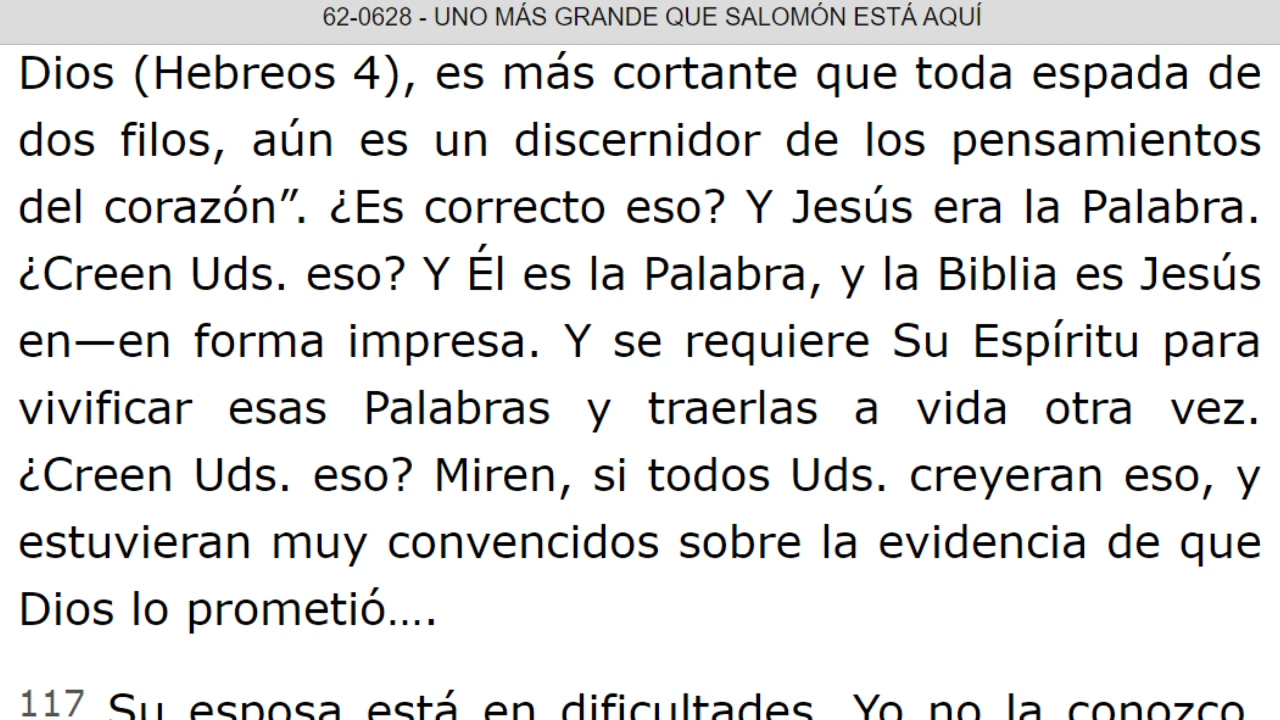 62-0628 - UNO MÁS GRANDE QUE SALOMÓN ESTÁ AQUÍ
Dios (Hebreos 4), es más cortante que toda espada de
dos filos, aún es un discernidor de los pensamientos
del corazón”. ¿Es correcto eso? Y Jesús era la Palabra.
¿Creen Uds. eso? Y Él es la Palabra, y la Biblia es Jesús
en—en forma impresa. Y se requiere Su Espíritu para
vivificar esas Palabras y traerlas a vida otra vez.
¿Creen Uds. eso? Miren, si todos Uds. creyeran eso, y
estuvieran muy convencidos sobre la evidencia de que
Dios lo prometió….
117 Su esposa está en dificultades. Yo no la conozco.